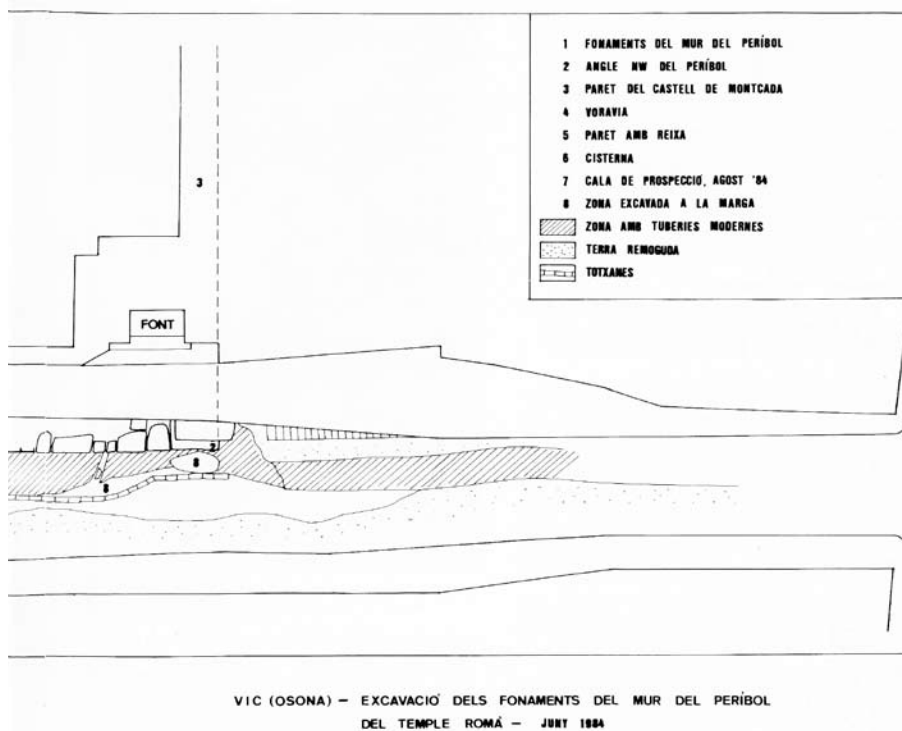 1 FONAMENTS DEL MUR DEL PERÍBOL
2 ANGLE NW DEL PERÍBOL
3 PARET DEL CASTELL DE MONTCADA
4 VORAVIA
5 PARET AMB REIXA
6 CISTERNA
7 CALA DE PROSPECCIÓ, AGOST '84
8 ZONA EXCAVADA A LA MARGA
ZONA AMB TUBERIES MODERNES
TERRA REMOGUDA
TOTXANES
3
FONT
2
8
8
VIC (OSONA) — EXCAVACIÓ DELS FONAMENTS DEL MUR DEL PERÍBOL
DEL TEMPLE ROMÁ — JUNY 1984